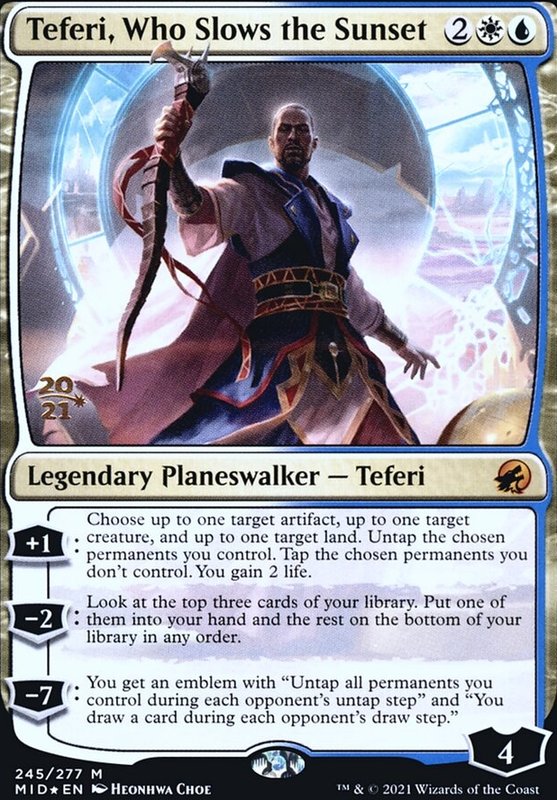 Teferi, Who Slows the Sunset 2
20
21
Legendary Planeswalker — Teferi
+1: Choose up to one target artifact, up to one target
creature, and up to one target land. Untap the chosen
permanents you control. Tap the chosen permanents you
don't control. You gain 2 life.
−2: Look at the top three cards of your library. Put one of
them into your hand and the rest on the bottom of your
library in any order.
−7: You get an emblem with “Untap all permanents you
control during each opponent's untap step” and “You
draw a card during each opponent's draw step.”
4
245/277 M
MID★EN Heonhwa Choe
™ & © 2021 Wizards of the Coast